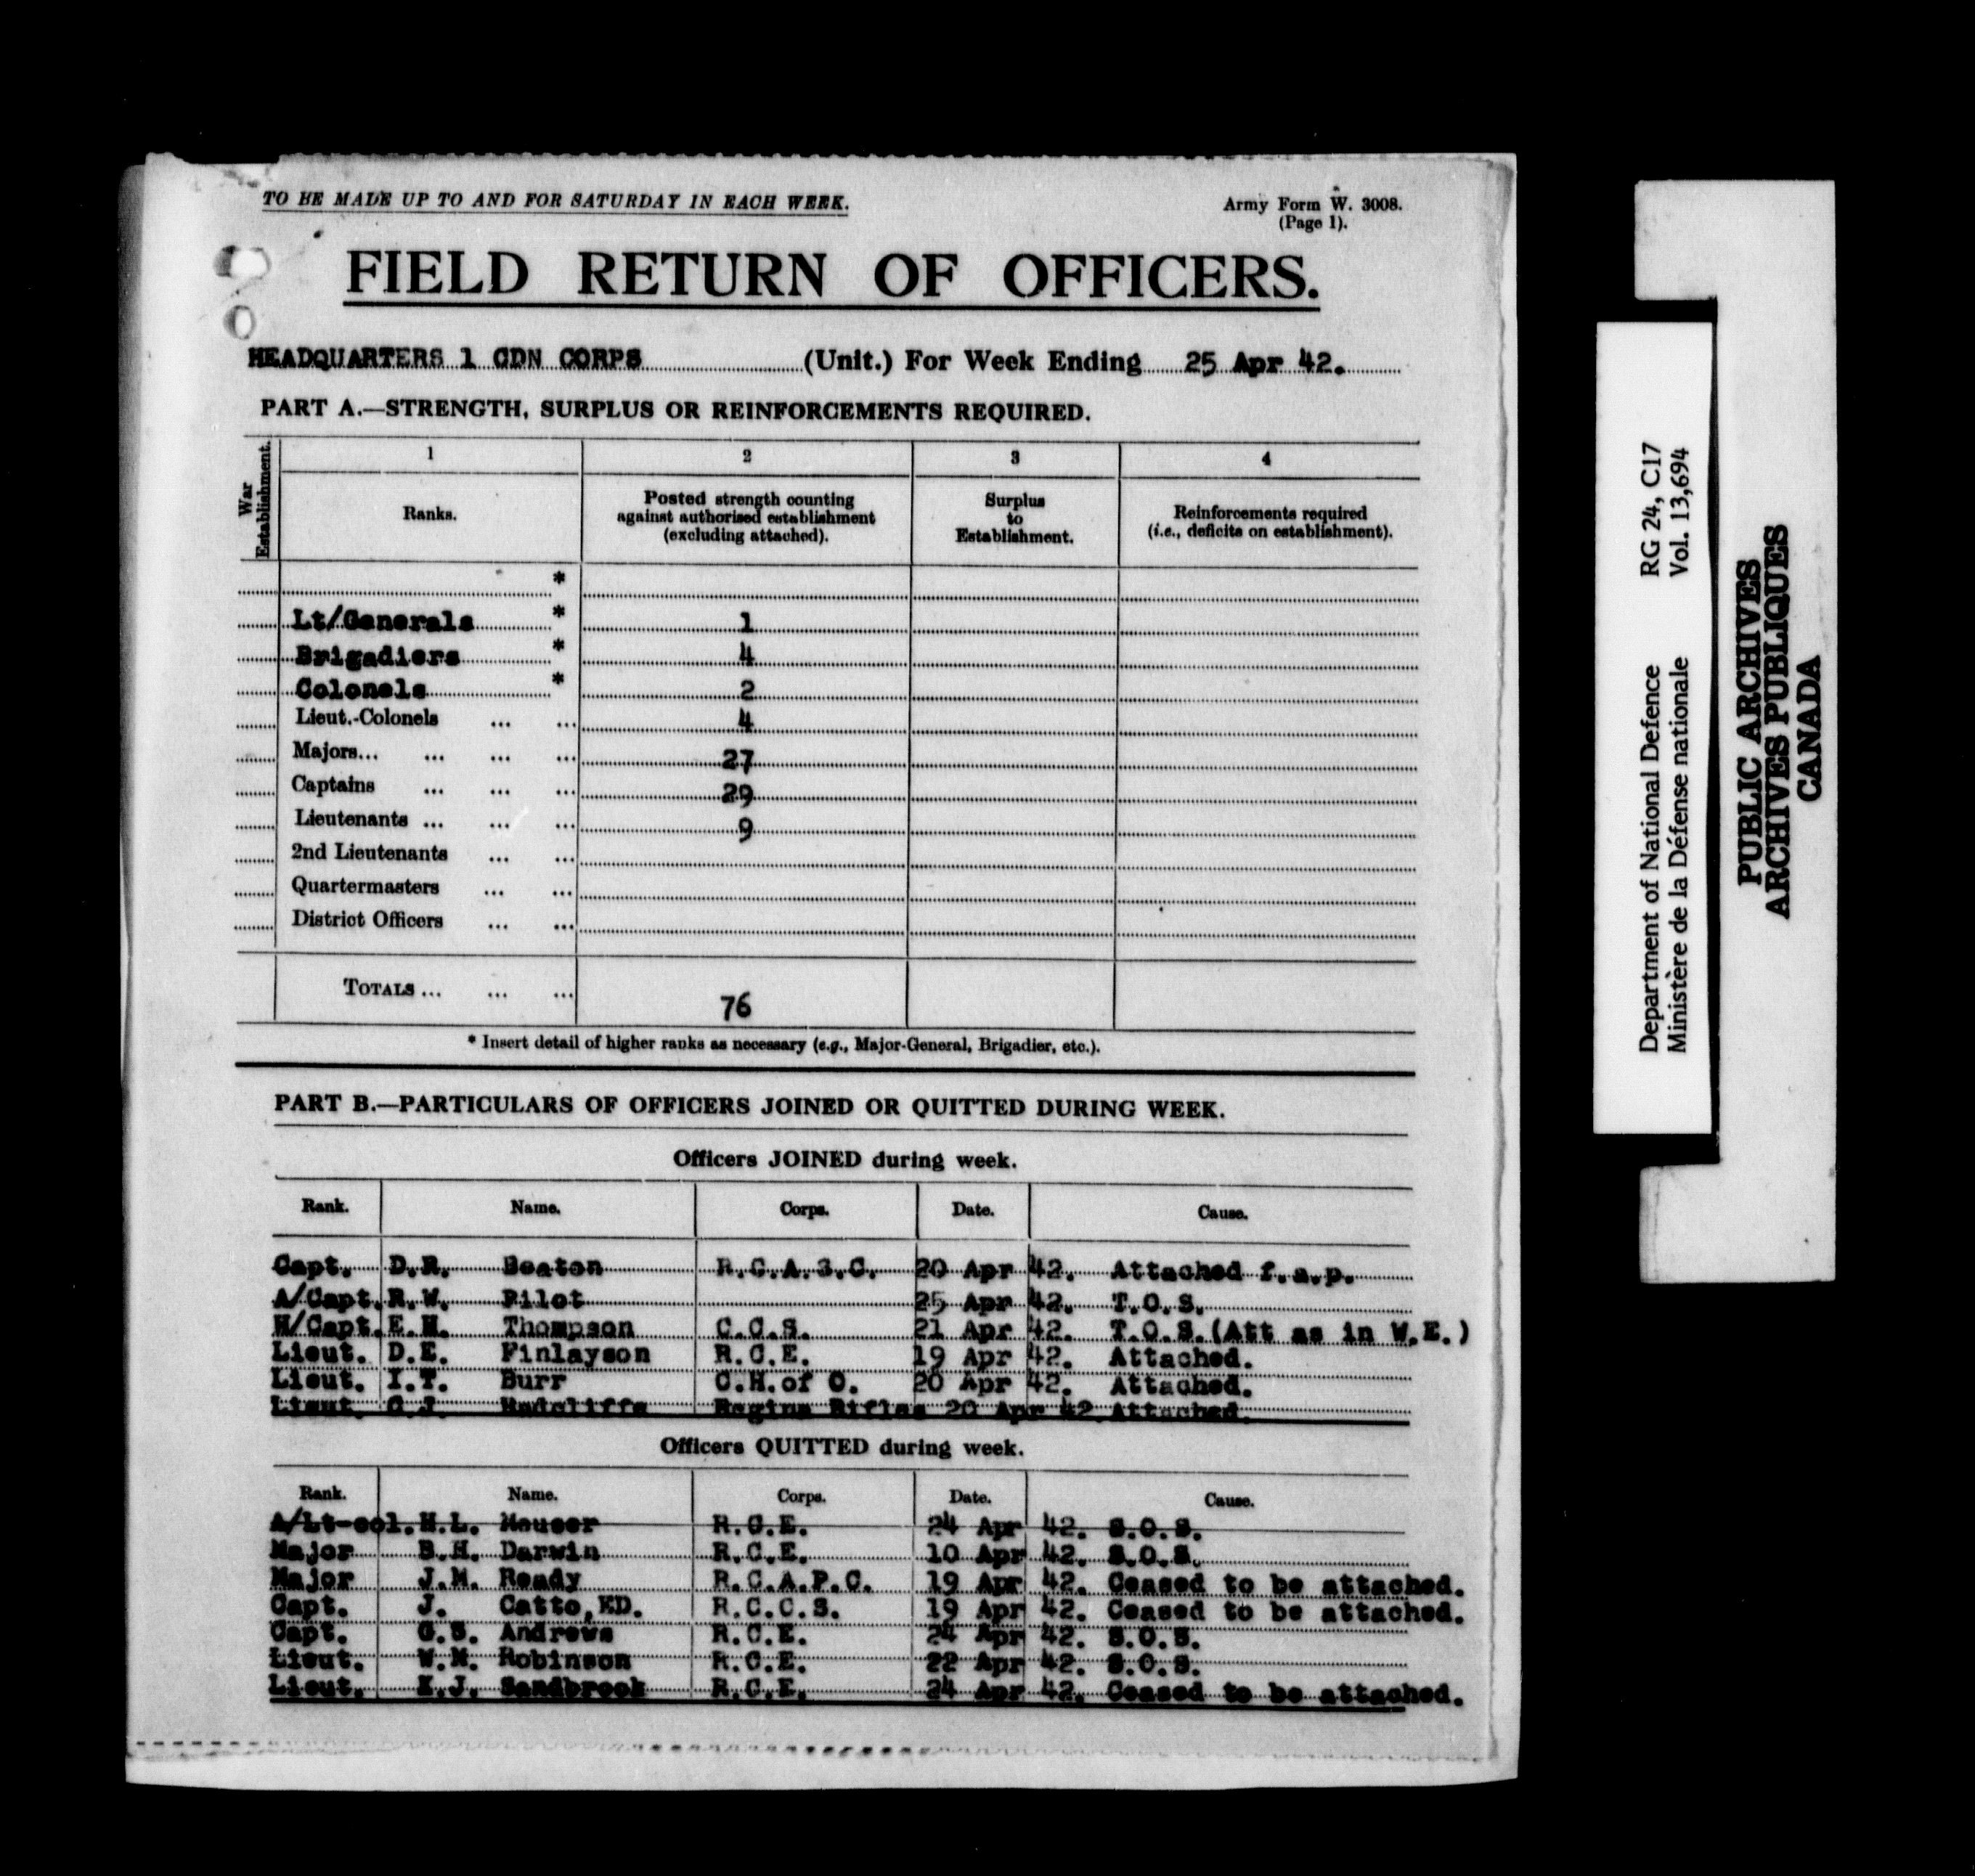 TO BE MADE UP TO AND FOR SATURDAY IN EACH WEEK.
Army Form W. 3008.
(Page 1).
FIELD RETURN OF OFFICERS.
HEADQUARTERS 1 CDN CORPS (Unit.) For Week Ending 25 Apr 42.
PART A.—STRENGTH, SURPLUS OR REINFORCEMENTS REQUIRED.
War Establishment.
1 2 3 4
Ranks.
Posted strength counting
against authorised establishment
(excluding attached).
Surplus
to
Establishment.
Reinforcements required
(i.e., deficits on establishment).
*
Lt/Generals * 1
Brigadiers * 4
Colonels * 2
Lieut.-Colonels ... ... 4
Majors... ... ... ... 27
Captains ... ... ... 29
Lieutenants ... ... ... 9
2nd Lieutenants ... ...
Quartermasters ... ...
District Officers ... ...
TOTALS ... ... ... 76
* Insert detail of higher ranks as necessary (e.g., Major-General, Brigadier, etc.).
PART B.—PARTICULARS OF OFFICERS JOINED OR QUITTED DURING WEEK.
Officers JOINED during week.
Rank. Name. Corps. Date. Cause.
Capt. D.R. Beaton R.C.A.S.C. 20 Apr 42. Attached f.a.p.
A/Capt. R.W. Pilot 25 Apr 42. T.O.S.
H/Capt. E.H. Thompson C.C.S. 21 Apr 42. T.O.S.(Att as in W.E.)
Lieut. D.E. Finlayson R.C.E. 19 Apr 42. Attached.
Lieut. I.T. Burr C.H.of O. 20 Apr 42. Attached.
Lieut. G.J. Radcliffe Regina Rifles 20 Apr 42 Attached.
Officers QUITTED during week.
Rank. Name. Corps. Date. Cause.
A/Lt-col. H.L. Meuser R.C.E. 24 Apr 42. S.O.S.
Major B.H. Darwin R.C.E. 10 Apr 42. S.O.S.
Major J.M. Ready R.C.A.P.C. 19 Apr 42. Ceased to be attached.
Capt. J. Catto,ED. R.C.C.S. 19 Apr 42. Ceased to be attached.
Capt. G.S. Andrews R.C.E. 24 Apr 42. S.O.S.
Lieut. W.M. Robinson R.C.E. 22 Apr 42. S.O.S.
Lieut. K.J. Sandbrook R.C.E. 24 Apr 42. Ceased to be attached.
Department of National Defence RG 24, C17
Ministère de la Défense nationale Vol. 13,694
PUBLIC ARCHIVES
ARCHIVES PUBLIQUES
CANADA